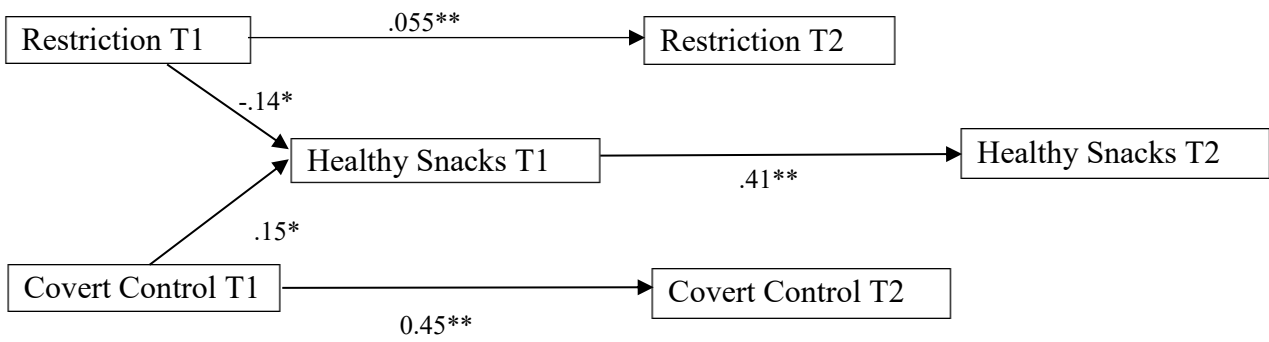 .055**
Restriction T1
Restriction T2
-.14*
Healthy Snacks T1
Healthy Snacks T2
.41**
.15*
Covert Control T1
Covert Control T2
0.45**